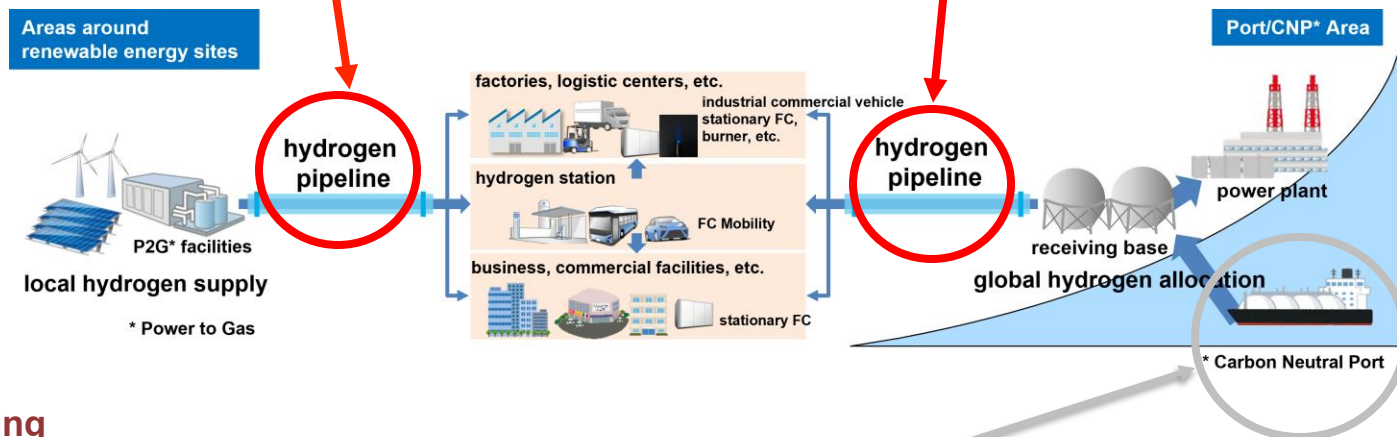 Areas around
renewable energy sites
Port/CNP* Area
factories, logistic centers, etc.
industrial commercial vehicle
stationary FC,
burner, etc.
hydrogen
pipeline
hydrogen
pipeline
hydrogen station
FC Mobility
power plant
P2G* facilities
receiving base
local hydrogen supply
business, commercial facilities, etc.
global hydrogen allocation
stationary FC
* Power to Gas
* Carbon Neutral Port
ng